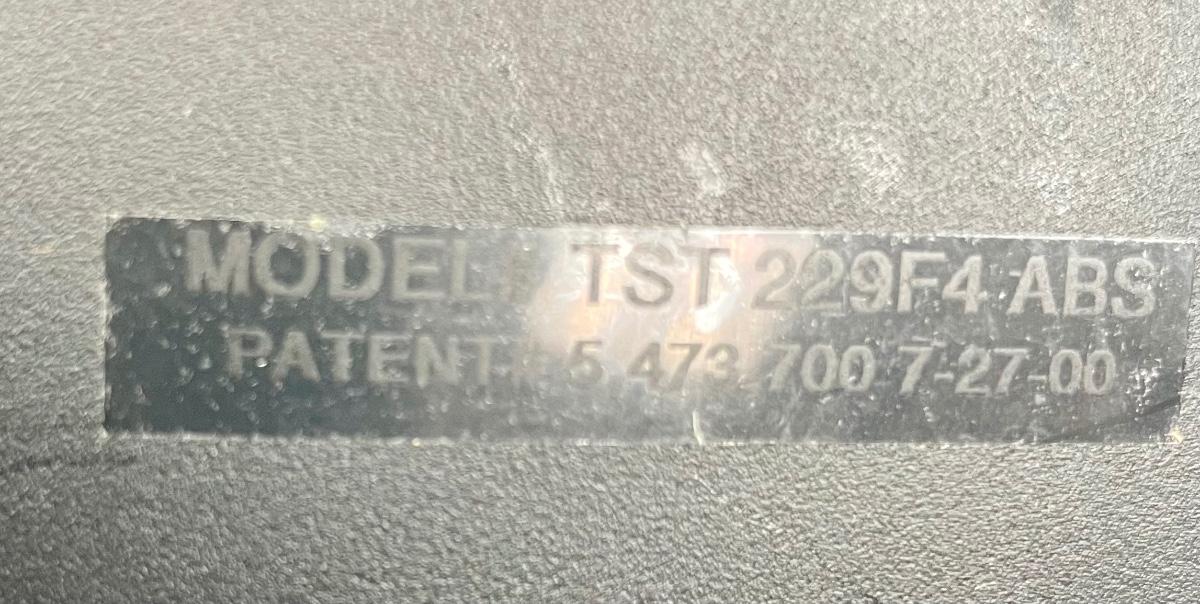 MODEL# TST 229F4 ABS
PATENT# 5 473 700 7-27-00